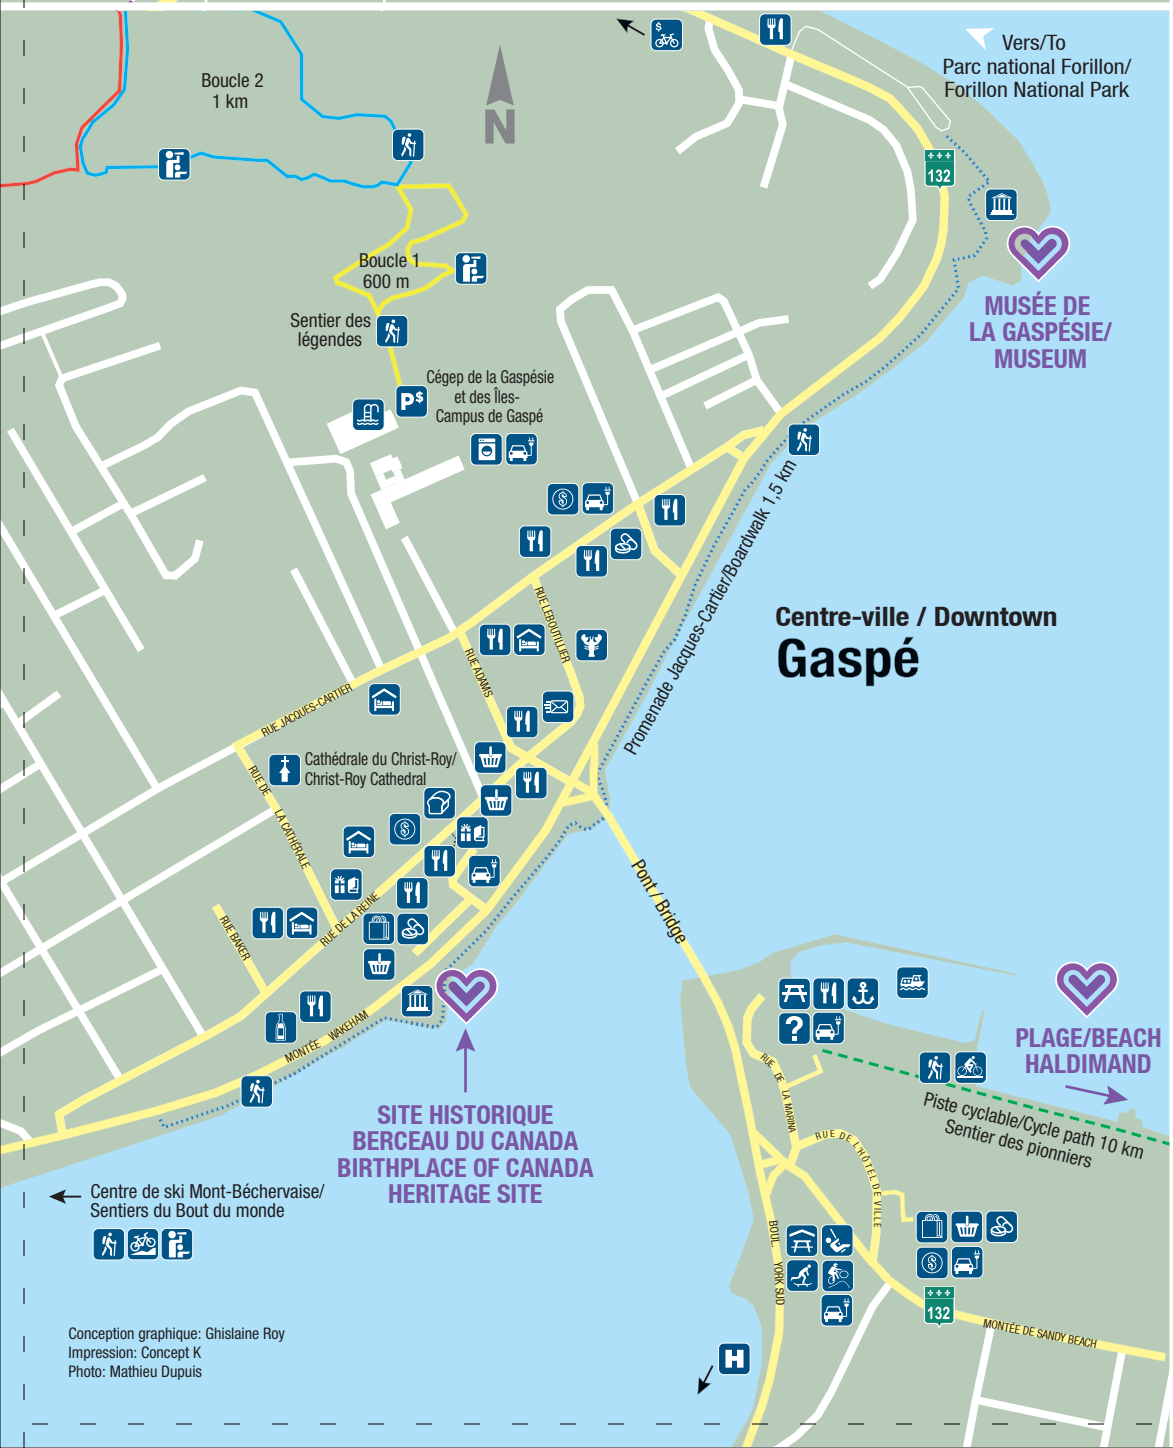 Boucle 2
1 km
$
Vers/To
Parc national Forillon/
Forillon National Park
N
132
Boucle 1
600 m
Sentier des
légendes
P$
Cégep de la Gaspésie
et des Îles-
Campus de Gaspé
MUSÉE DE
LA GASPÉSIE/
MUSEUM
$
Promenade Jacques-Cartier/Boardwalk 1,5 km
Centre-ville / Downtown
Gaspé
RUE LEBOUTILLIER
RUE ADAMS
RUE JACQUES-CARTIER
Cathédrale du Christ-Roy/
Christ-Roy Cathedral
RUE DE LA CATHÉRALE
$
RUE DE LA REINE
RUE BAKER
MONTÉE WAKEHAM
Pont / Bridge
?
PLAGE/BEACH
HALDIMAND
RUE DE LA MARINA
Piste cyclable/Cycle path 10 km
Sentier des pionniers
RUE DE L'HÔTEL DE VILLE
SITE HISTORIQUE
BERCEAU DU CANADA
BIRTHPLACE OF CANADA
HERITAGE SITE
Centre de ski Mont-Béchervaise/
Sentiers du Bout du monde
BOUL. YORK SUD
$
132
MONTÉE DE SANDY BEACH
H
Conception graphique: Ghislaine Roy
Impression: Concept K
Photo: Mathieu Dupuis